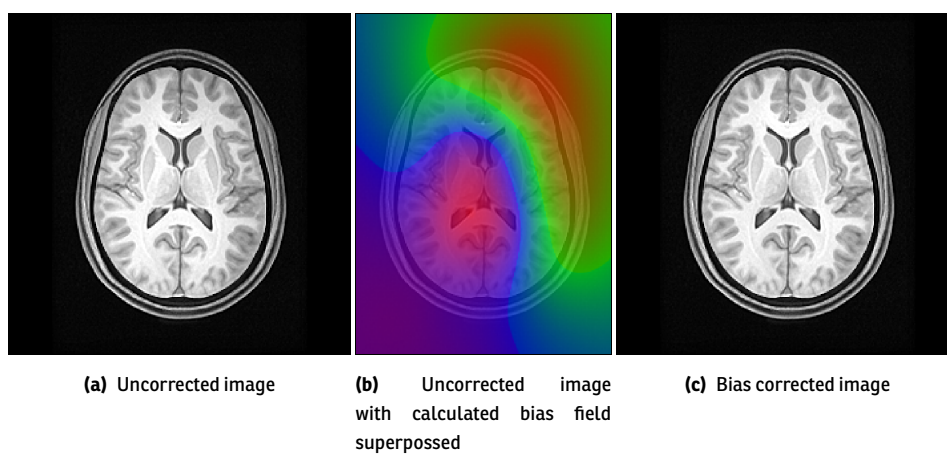 (a) Uncorrected image
(b) Uncorrected image
with calculated bias field
superpossed
(c) Bias corrected image